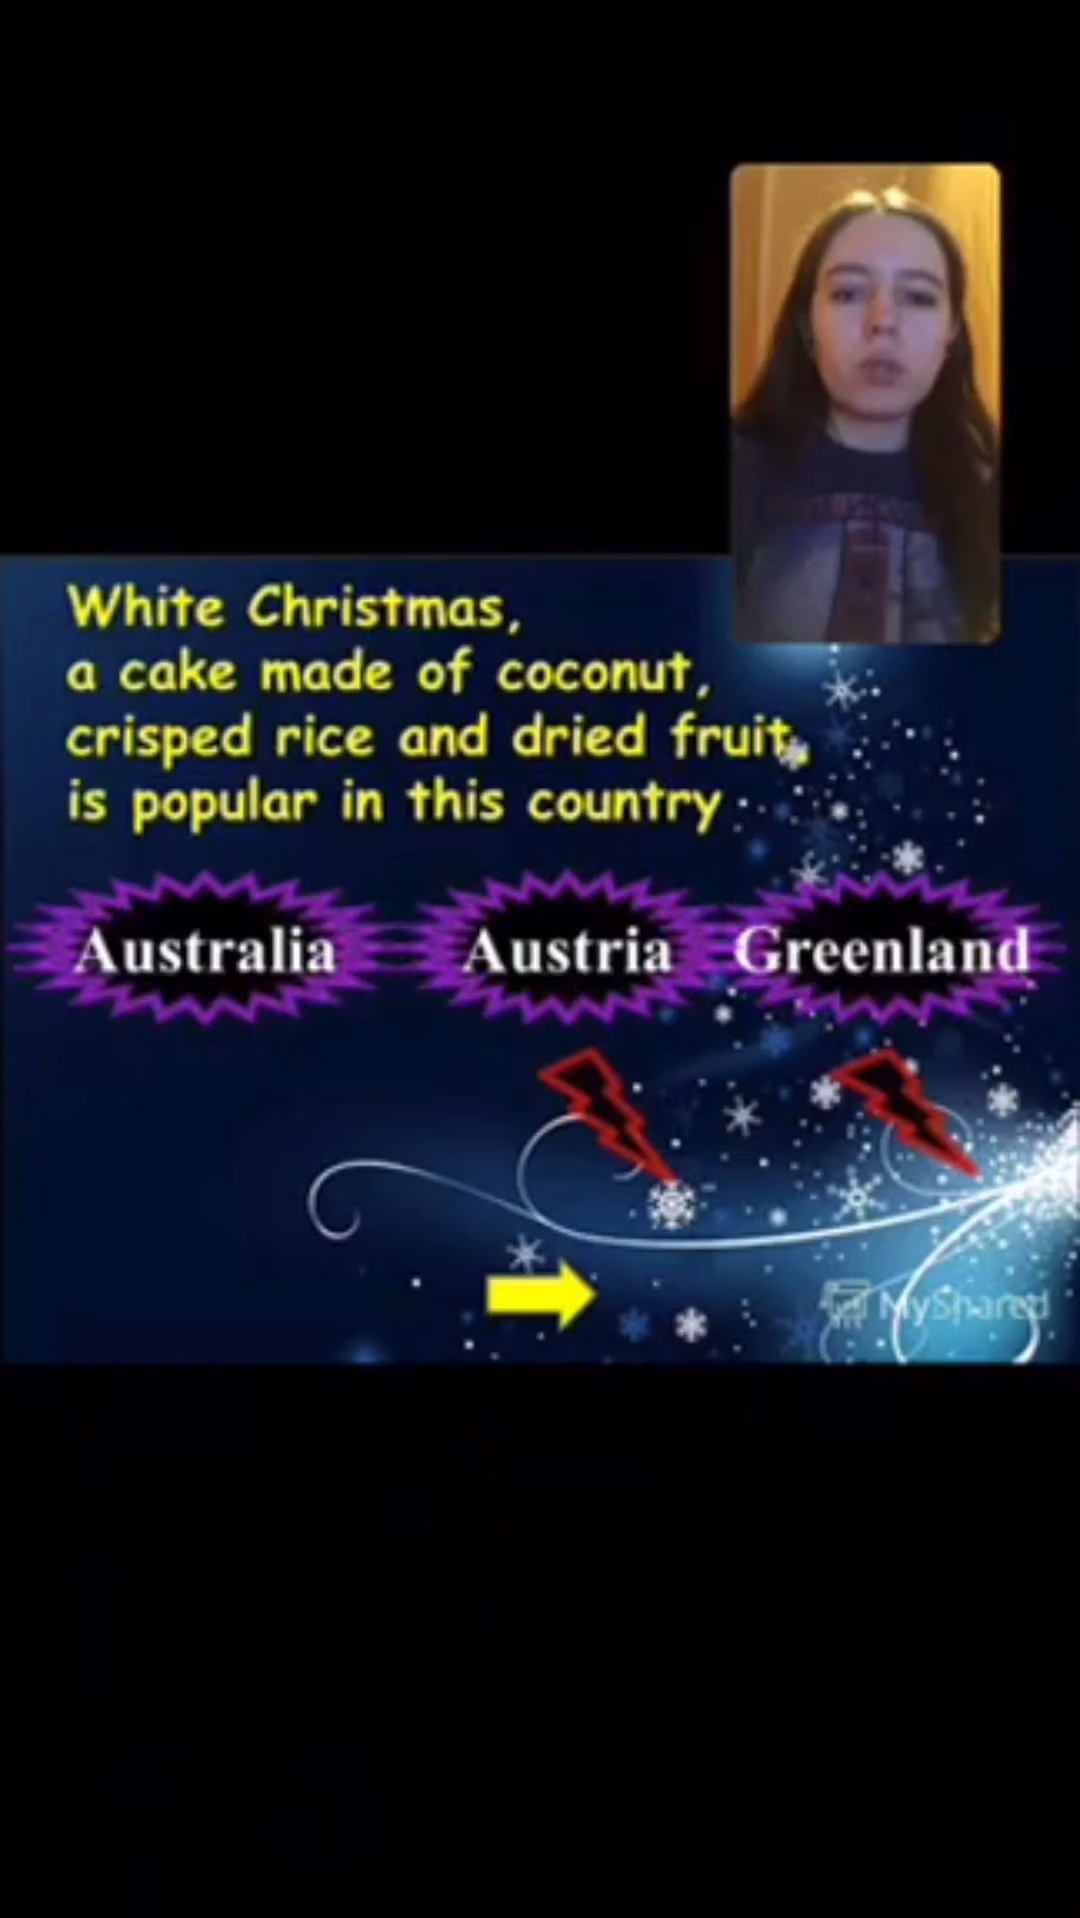 White Christmas,
a cake made of coconut,
crisped rice and dried fruit,
is popular in this country
Australia Austria Greenland
MyShared